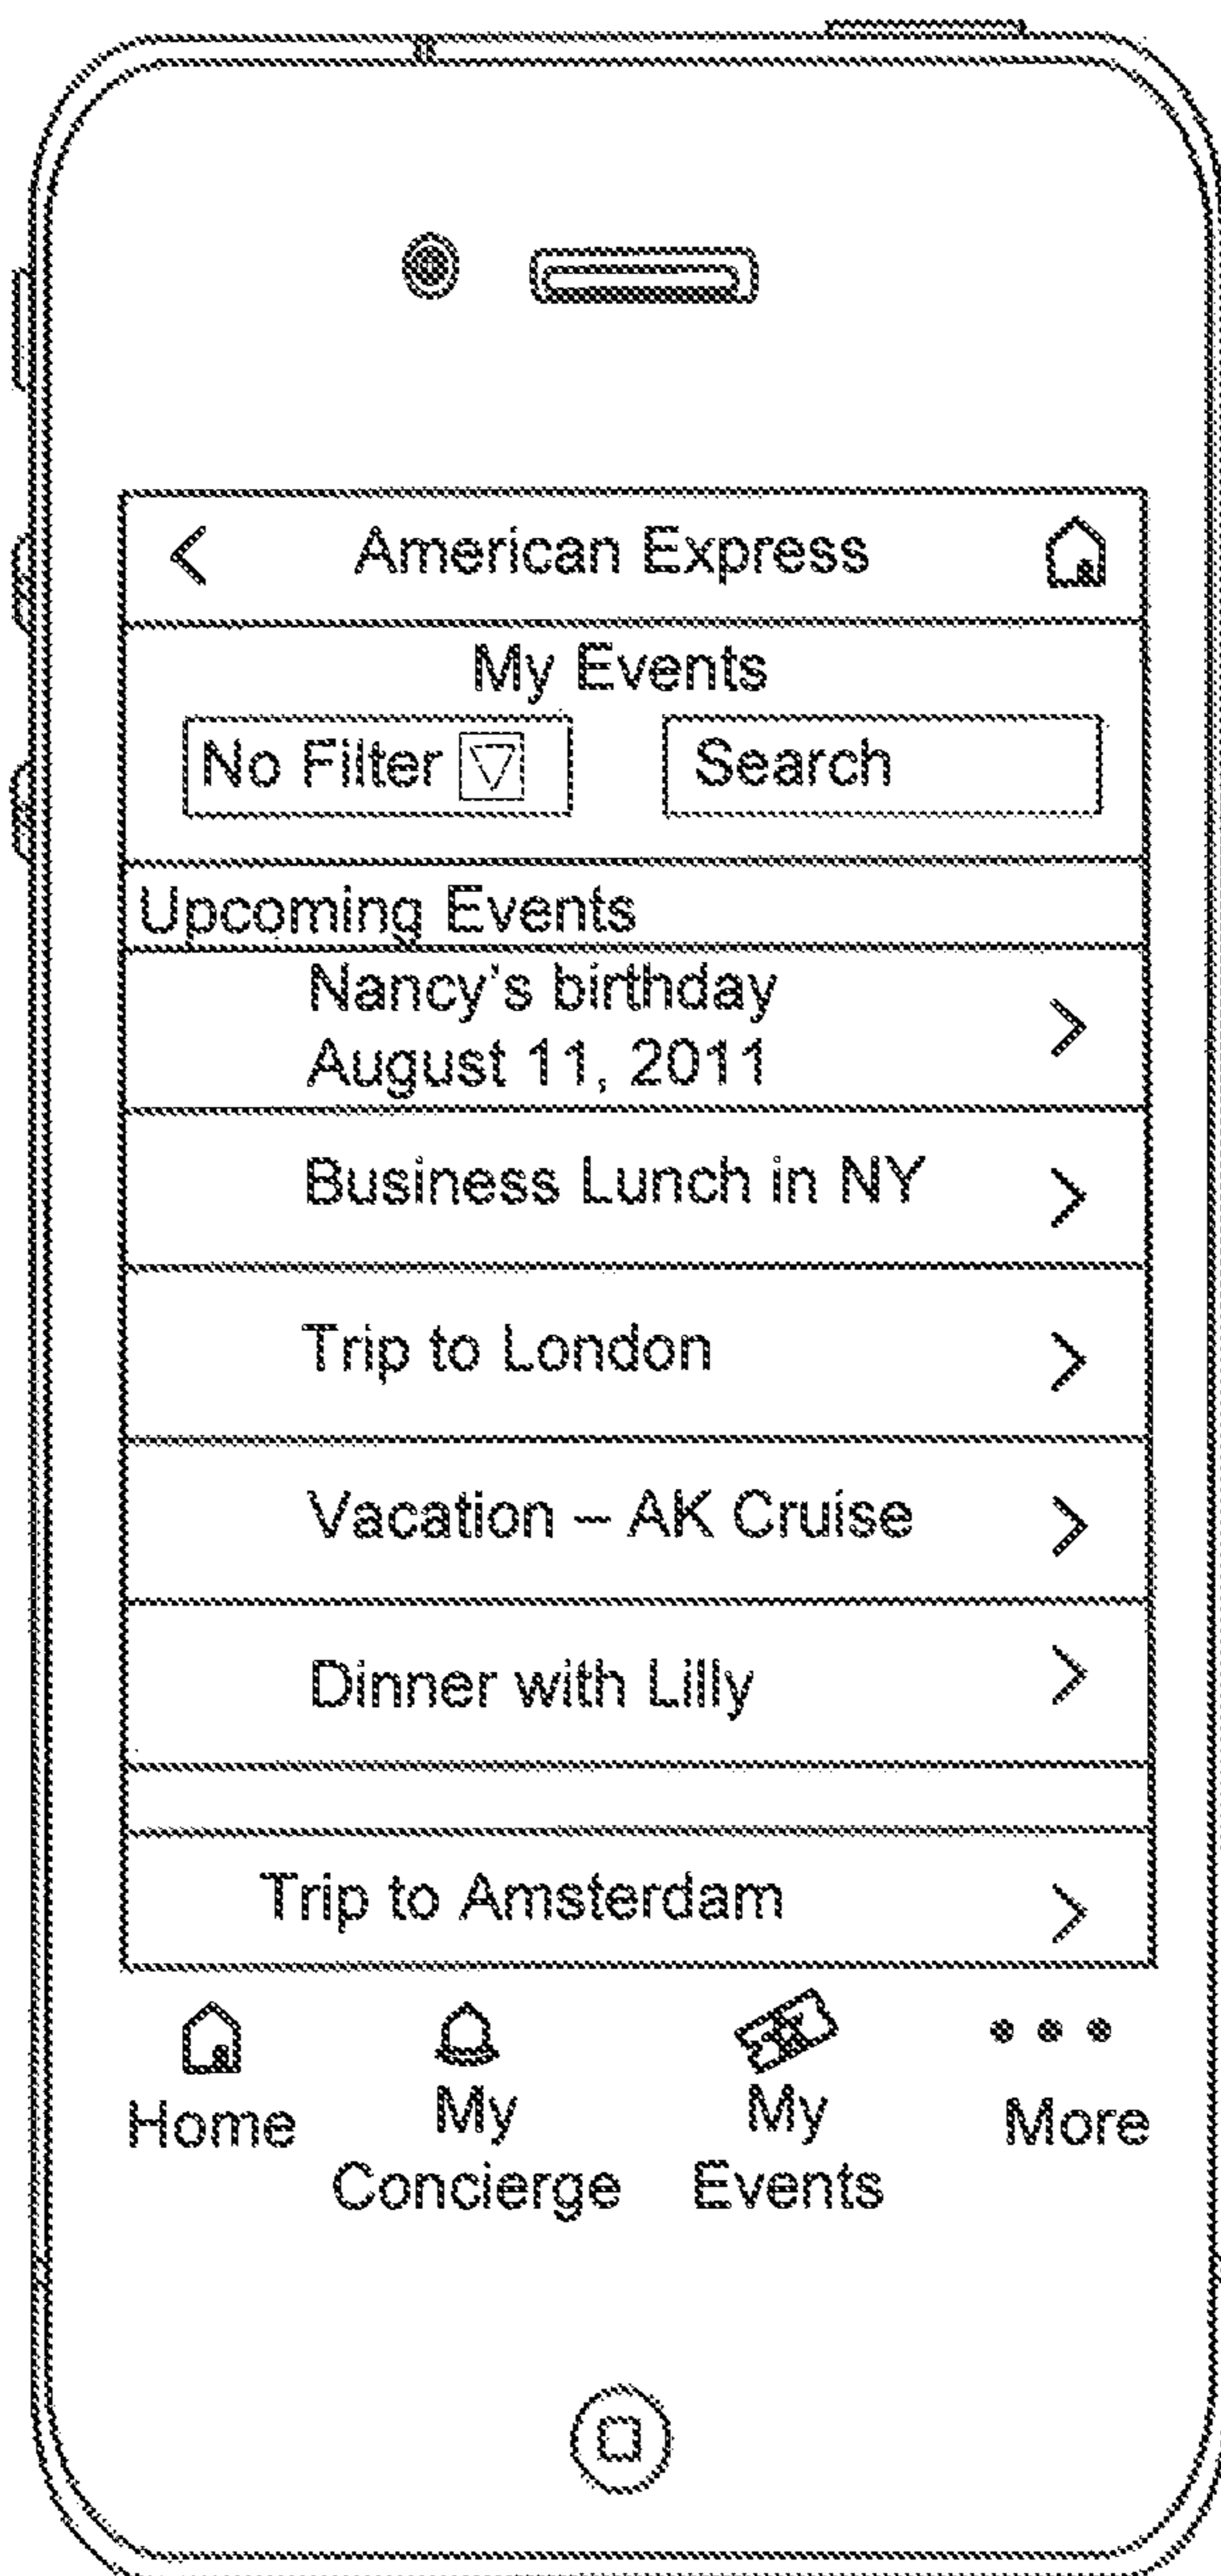 American Express
My Events
No Filter Search
Upcoming Events
Nancy's birthday
August 11, 2011
Business Lunch in NY
Trip to London
Vacation – AK Cruise
Dinner with Lilly
Trip to Amsterdam
Home My Concierge My Events More